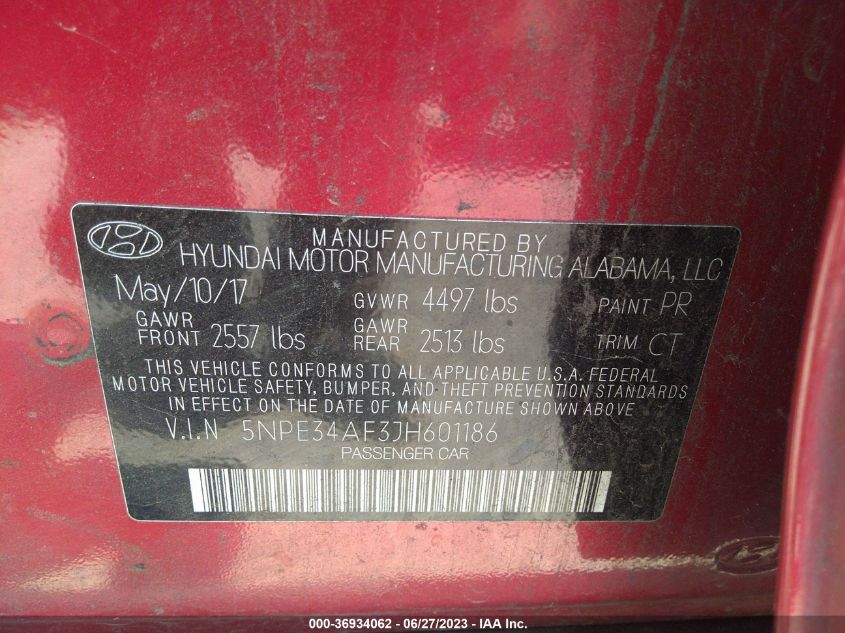 MANUFACTURED BY
HYUNDAI MOTOR MANUFACTURING ALABAMA, LLC
May/10/17 GVWR 4497 lbs PAINT PR
GAWR FRONT 2557 lbs GAWR REAR 2513 lbs TRIM CT
THIS VEHICLE CONFORMS TO ALL APPLICABLE U.S.A. FEDERAL
MOTOR VEHICLE SAFETY, BUMPER, AND THEFT PREVENTION STANDARDS
IN EFFECT ON THE DATE OF MANUFACTURE SHOWN ABOVE
V.I.N 5NPE34AF3JH601186
PASSENGER CAR
000-36934062 - 06/27/2023 - IAA Inc.